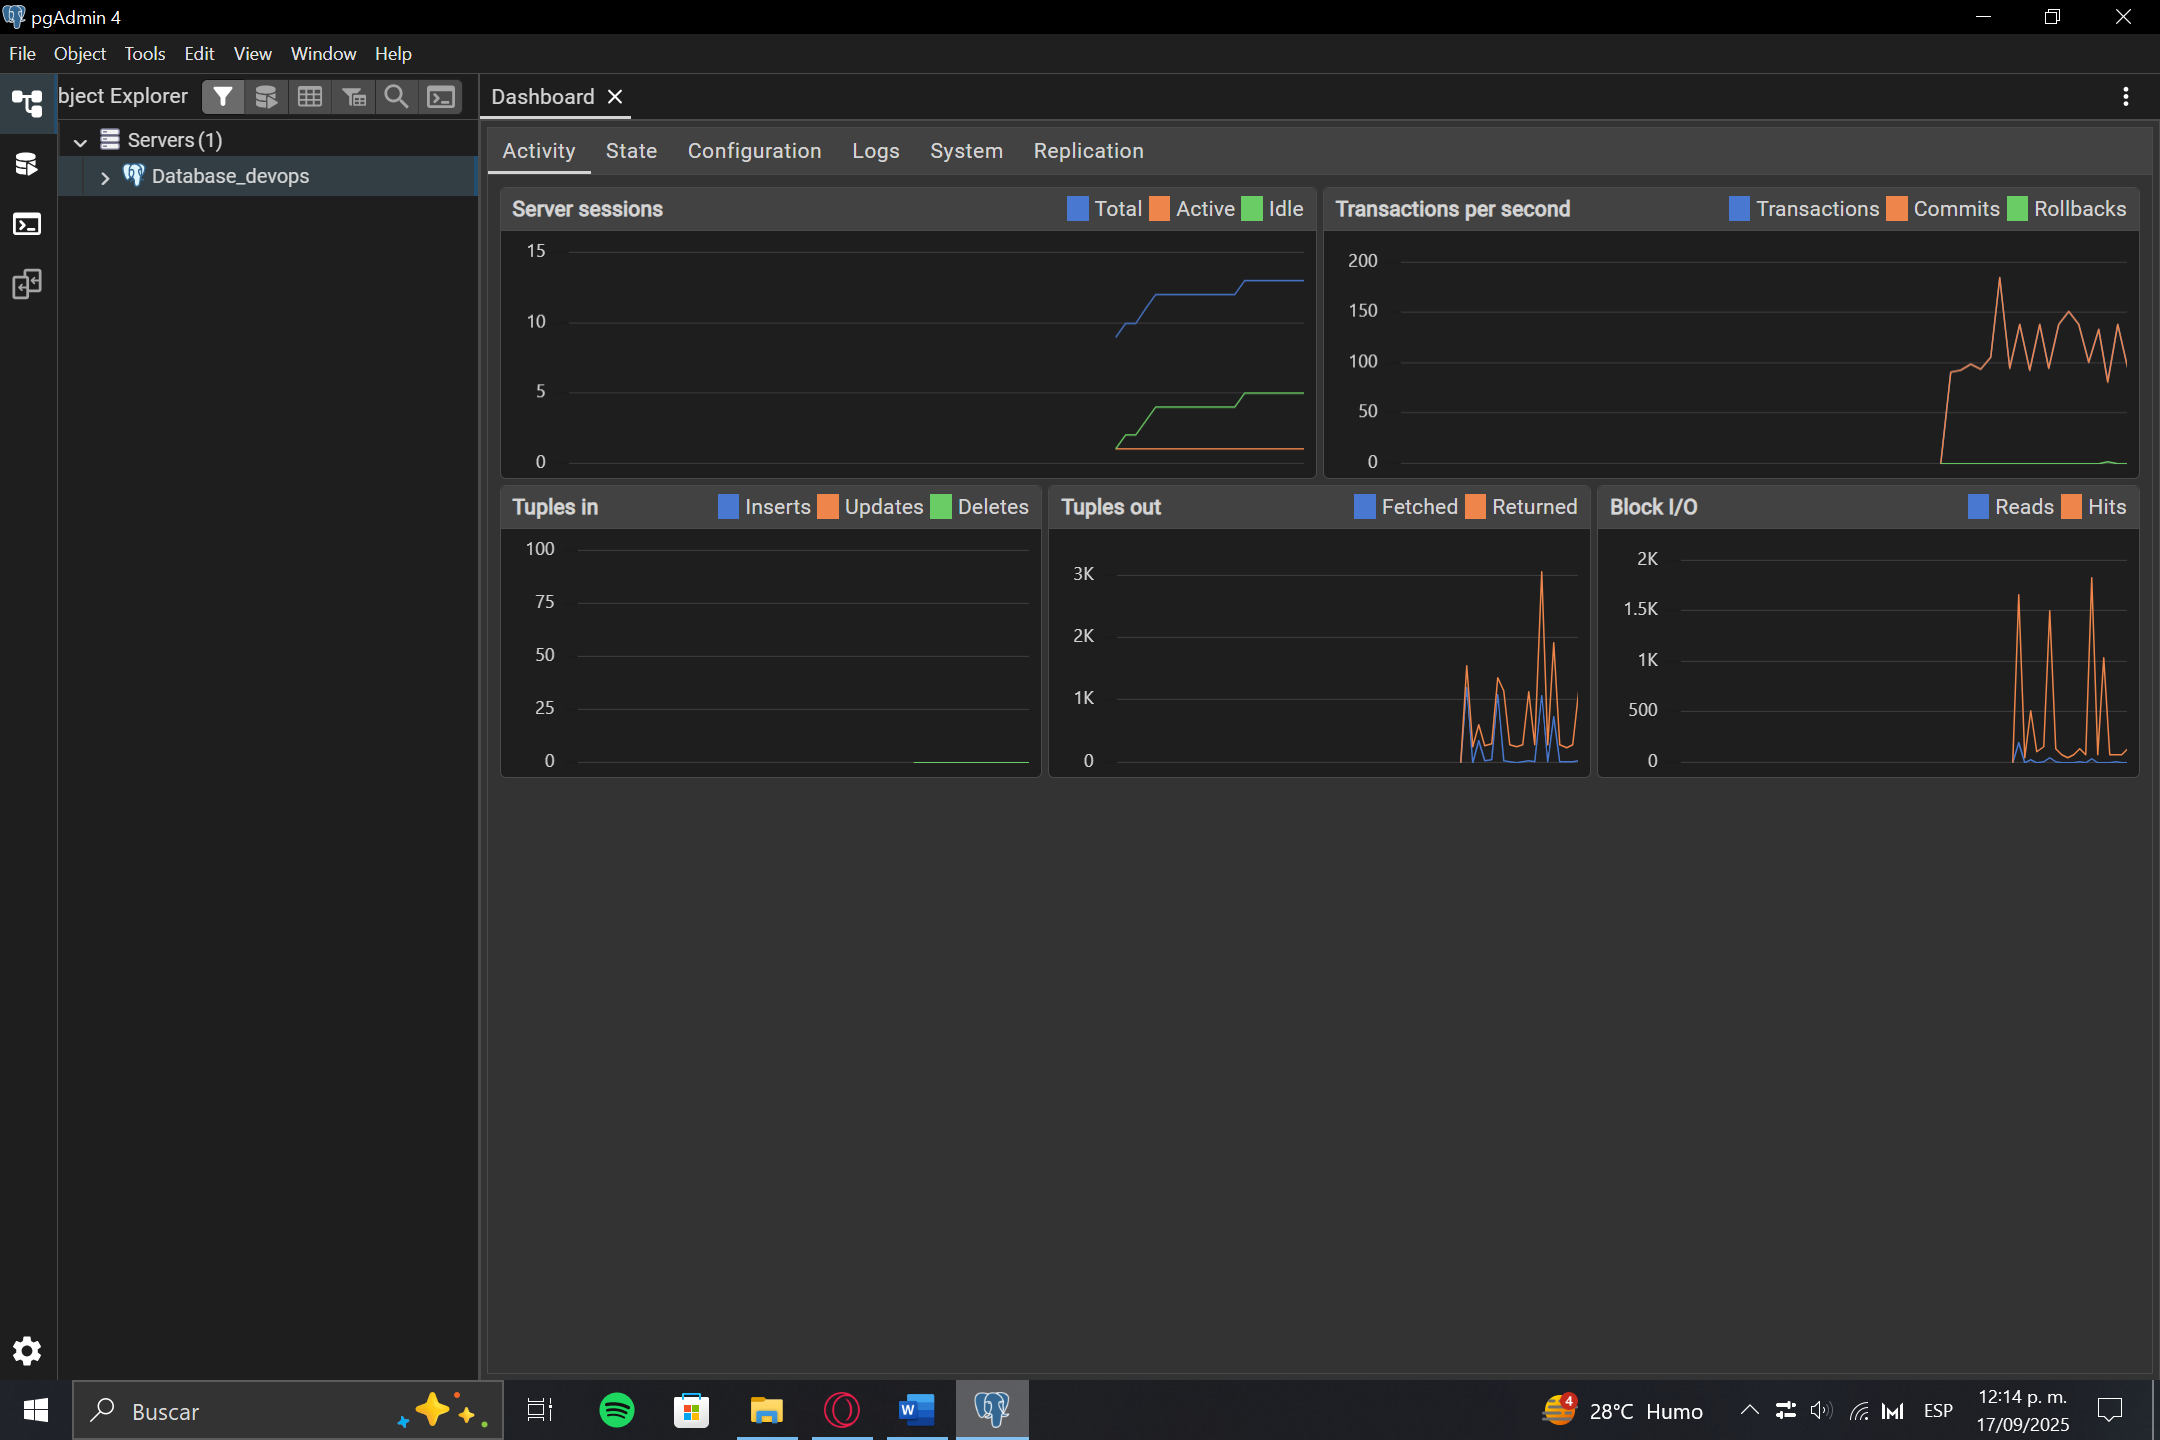 pgAdmin 4
File Object Tools Edit View Window Help
bject Explorer
Servers (1)
Database_devops
Dashboard
Activity State Configuration Logs System Replication
Server sessions Total Active Idle
15
10
5
0
Transactions per second Transactions Commits Rollbacks
200
150
100
50
0
Tuples in Inserts Updates Deletes
100
75
50
25
0
Tuples out Fetched Returned
3K
2K
1K
0
Block I/O Reads Hits
2K
1.5K
1K
500
0
Buscar
W
4
28°C Humo
ESP
12:14 p. m.
17/09/2025